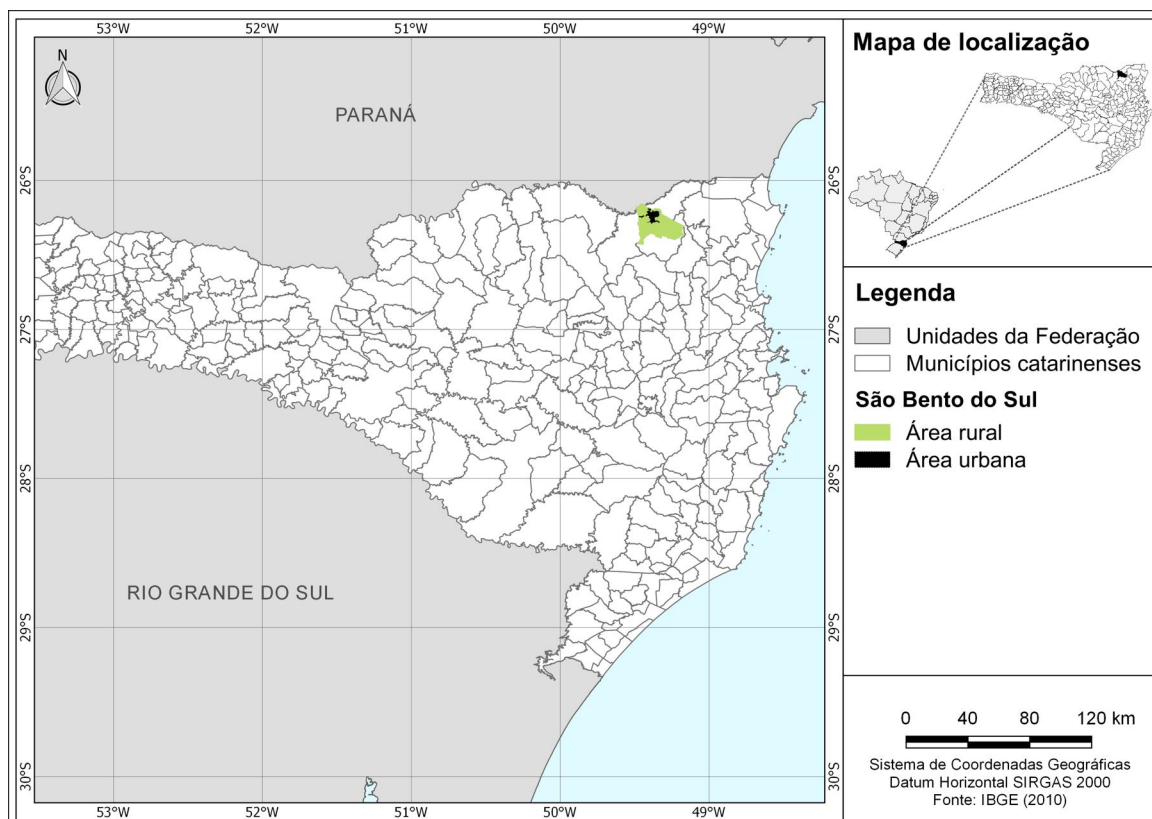 53°W 52°W 51°W 50°W 49°W
N
PARANÁ
26°S 26°S
27°S 27°S
28°S 28°S
RIO GRANDE DO SUL
29°S 29°S
30°S 30°S
53°W 52°W 51°W 50°W 49°W
Mapa de localização
Legenda
Unidades da Federação
Municípios catarinenses
São Bento do Sul
Área rural
Área urbana
0 40 80 120 km
Sistema de Coordenadas Geográficas
Datum Horizontal SIRGAS 2000
Fonte: IBGE (2010)